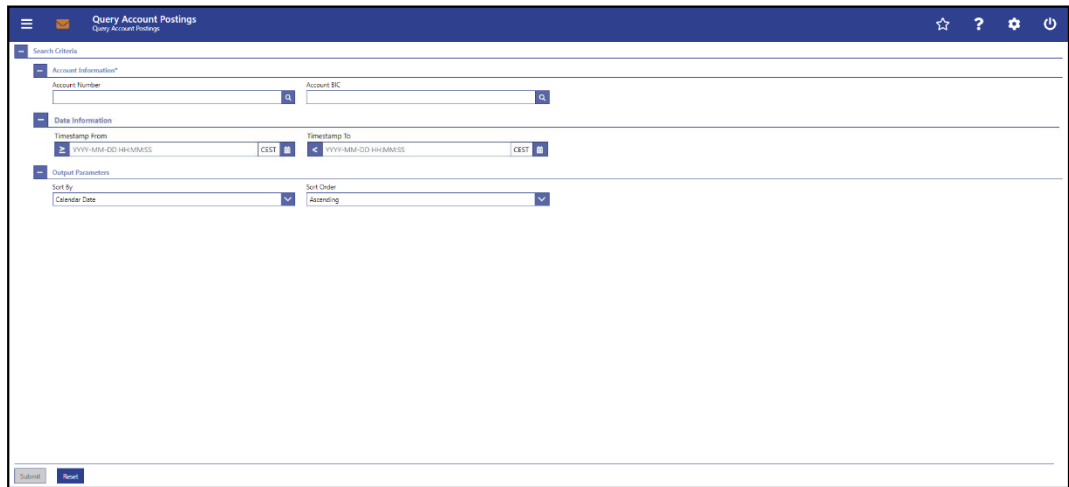 Query Account Postings
Query Account Postings
Search Criteria
Account Information*
Account Number Account BIC
Date Information
Timestamp From Timestamp To
≥ YYYY-MM-DD HH:MM:SS CEST < YYYY-MM-DD HH:MM:SS CEST
Output Parameters
Sort By Sort Order
Calendar Date Ascending
Submit Reset